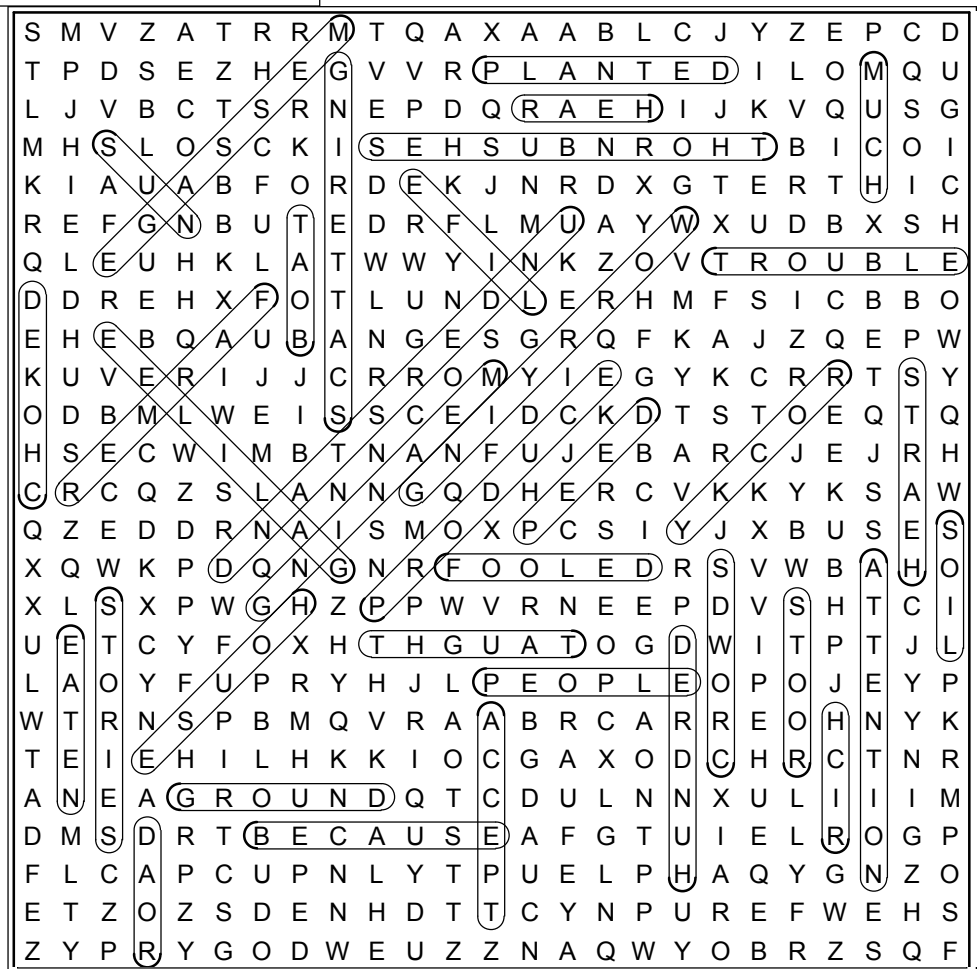 S M V Z A T R R M T Q A X A A B L C J Y Z E P C D
T P D S E Z H E G V V R P L A N T E D I L O M Q U
L J V B C T S R N E P D Q R A E H I J K V Q U S G
M H S L O S C K I S E H S U B N R O H T B I C O I
K I A U A B F O R D E K J N R D X G T E R T H I C
R E F G N B U T E D R F L M U A Y W X U D B X S H
Q L E U H K L A T W W Y I N K Z O V T R O U B L E
D D R E H X F O T L U N D L E R H M F S I C B B O
E H E B Q A U B A N G E S G R Q F K A J Z Q E P W
K U V E R I J J C R R O M Y I E G Y K C R R T S Y
O D B M L W E I S S C E I D C K D T S T O E Q T Q
H S E C W I M B T N A N F U J E B A R C J E J R H
C R C Q Z S L A N N G Q D H E R C V K K Y K S A W
Q Z E D D R N A I S M O X P C S I Y J X B U S E S
X Q W K P D Q N G N R F O O L E D R S V W B A H O
X L S X P W G H Z P P W V R N E E P D V S H T C I
U E T C Y F O X H T H G U A T O G D W I T P T J L
L A O Y F U P R Y H J L P E O P L E O P O J E Y P
W T R N S P B M Q V R A A B R C A R R E O H N Y K
T E I E H I L H K K I O C G A X O D C H R C T N R
A N E A G R O U N D Q T C D U L N N X U L I I I M
D M S D R T B E C A U S E A F G T U I E L R O G P
F L C A P C U P N L Y T P U E L P H A Q Y G N Z O
E T Z O Z S D E N H D T T C Y N P U R E F W E H S
Z Y P R Y G O D W E U Z Z N A Q W Y O B R Z S Q F